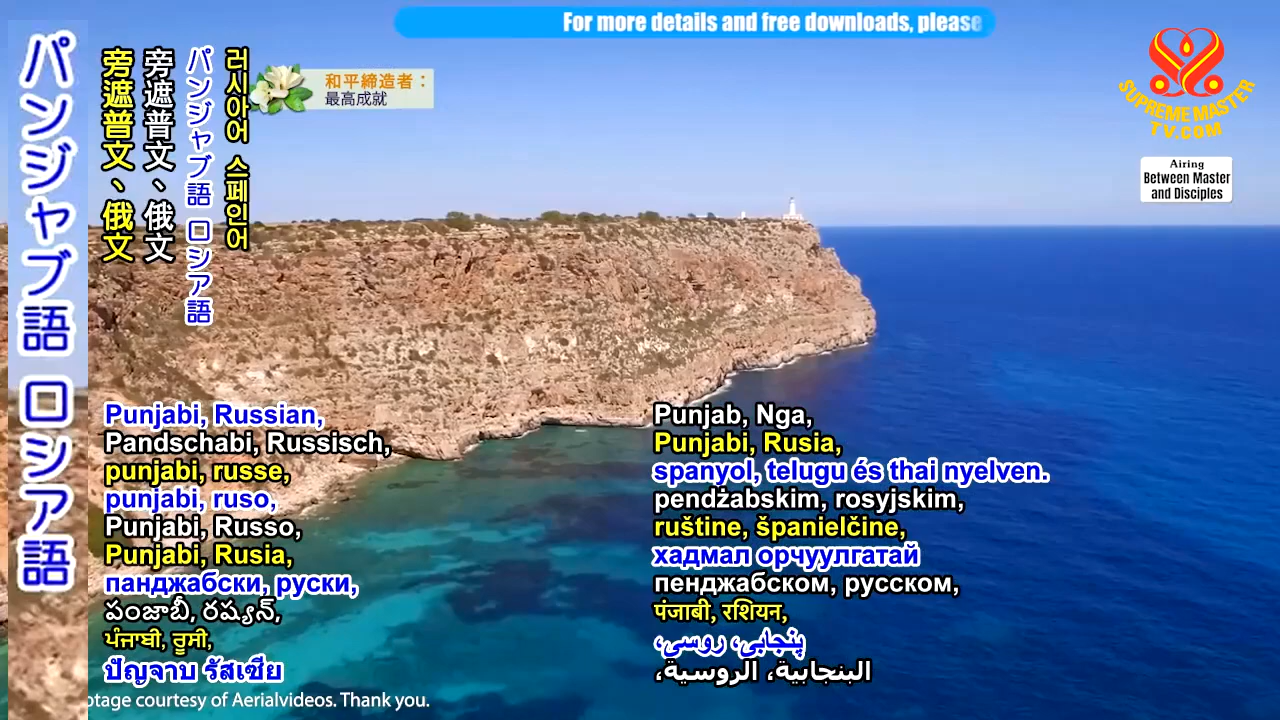 For more details and free downloads, please
SUPREME MASTER
TV.COM
Airing
Between Master
and Disciples
和平締造者：
最高成就
パンジャブ語 ロシア語
旁遮普文、俄文
旁遮普文、俄文
パンジャブ語 ロシア語
러시아어 스페인어
Punjabi, Russian,
Pandschabi, Russisch,
punjabi, russe,
punjabi, ruso,
Punjabi, Russo,
Punjabi, Rusia,
панджабски, руски,
పంజాబీ, రష్యన్,
ਪੰਜਾਬੀ, ਰੂਸੀ,
ปัญจาบ รัสเซีย
Punjab, Nga,
Punjabi, Rusia,
spanyol, telugu és thai nyelven.
pendżabskim, rosyjskim,
ruštine, španielčine,
хадмал орчуулгатай
пенджабском, русском,
पंजाबी, रशियन,
پنجابی، روسی،
البنجابية، الروسية،
otage courtesy of Aerialvideos. Thank you.